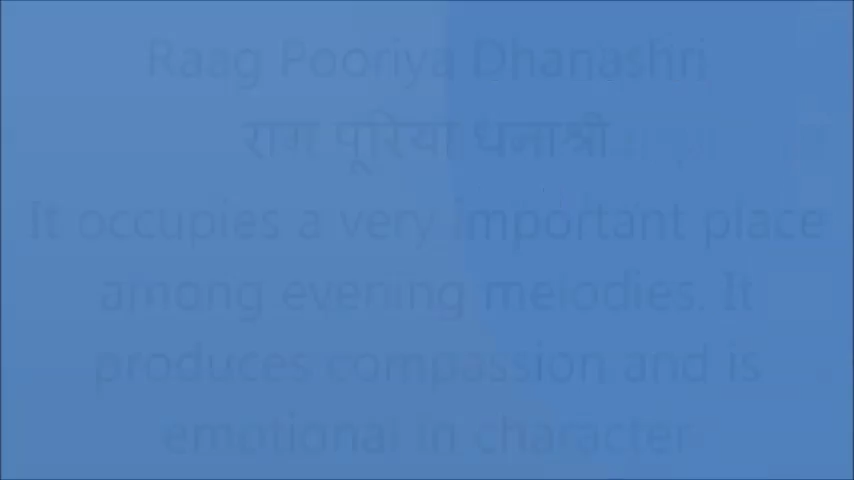 Raag Pooriya Dhanashri
राग पूरिया धनाश्री
It occupies a very important place
among evening melodies. It
produces compassion and is
emotional in character